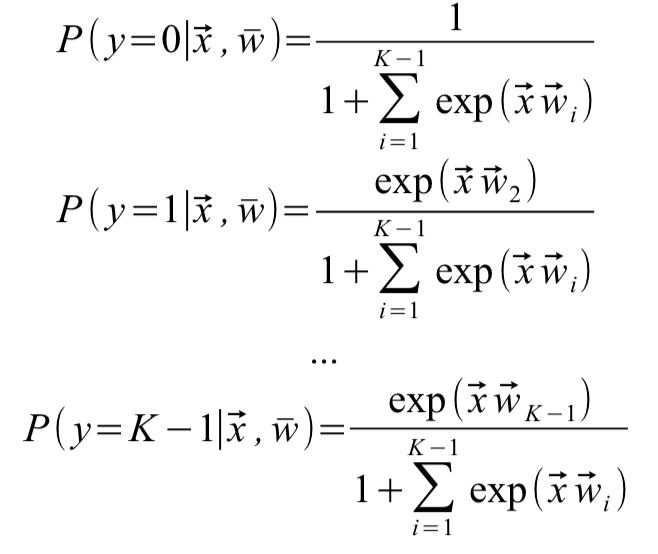 P(y=0|x⃗, w̄) = 1 / (1 + ∑_{i=1}^{K−1} exp(x⃗ w⃗_i))
P(y=1|x⃗, w̄) = exp(x⃗ w⃗_2) / (1 + ∑_{i=1}^{K−1} exp(x⃗ w⃗_i))
...
P(y=K−1|x⃗, w̄) = exp(x⃗ w⃗_{K−1}) / (1 + ∑_{i=1}^{K−1} exp(x⃗ w⃗_i))